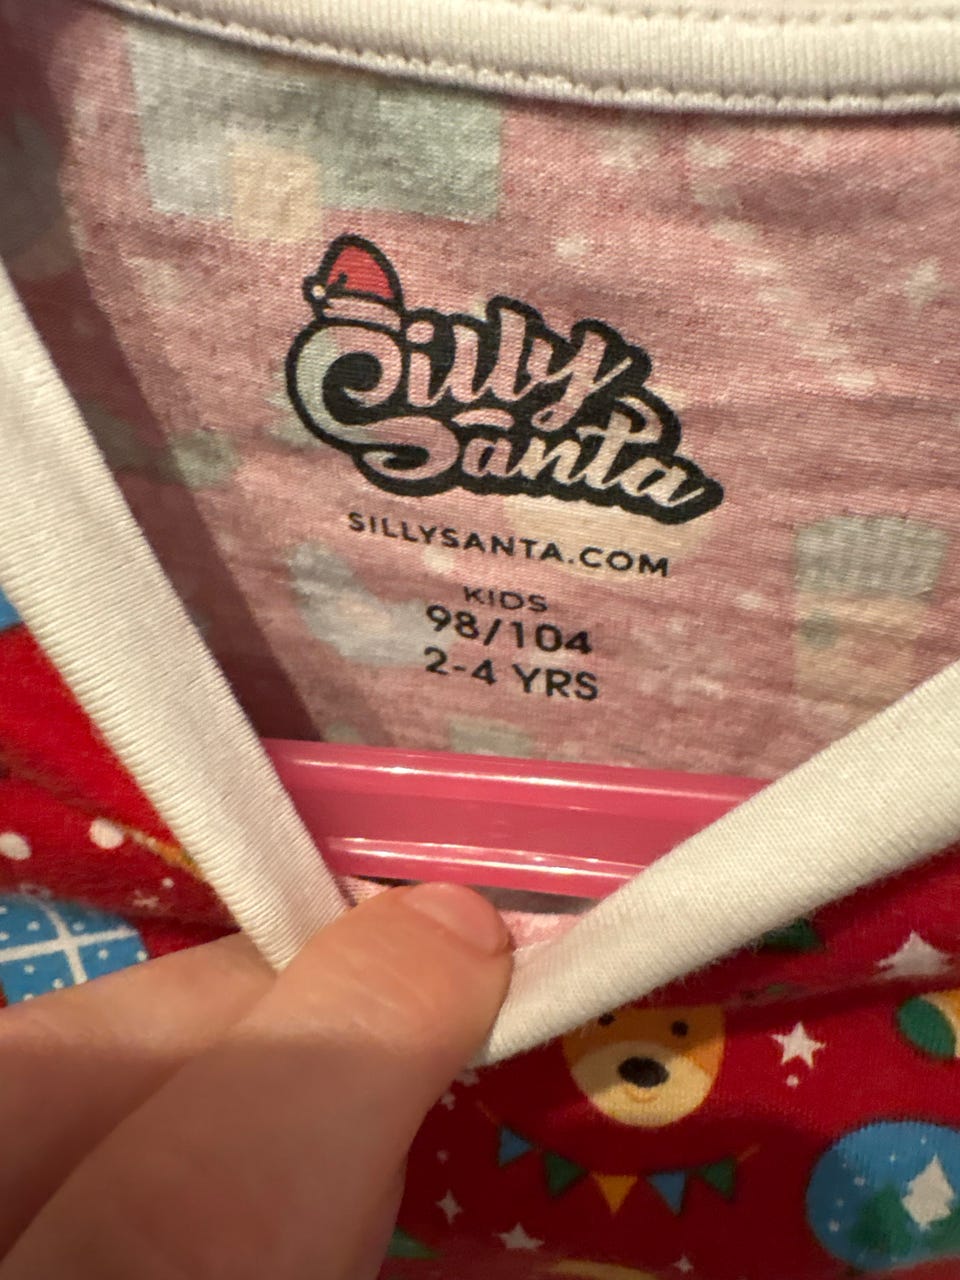 Silly
Santa
SILLYSANTA.COM
KIDS
98/104
2-4 YRS